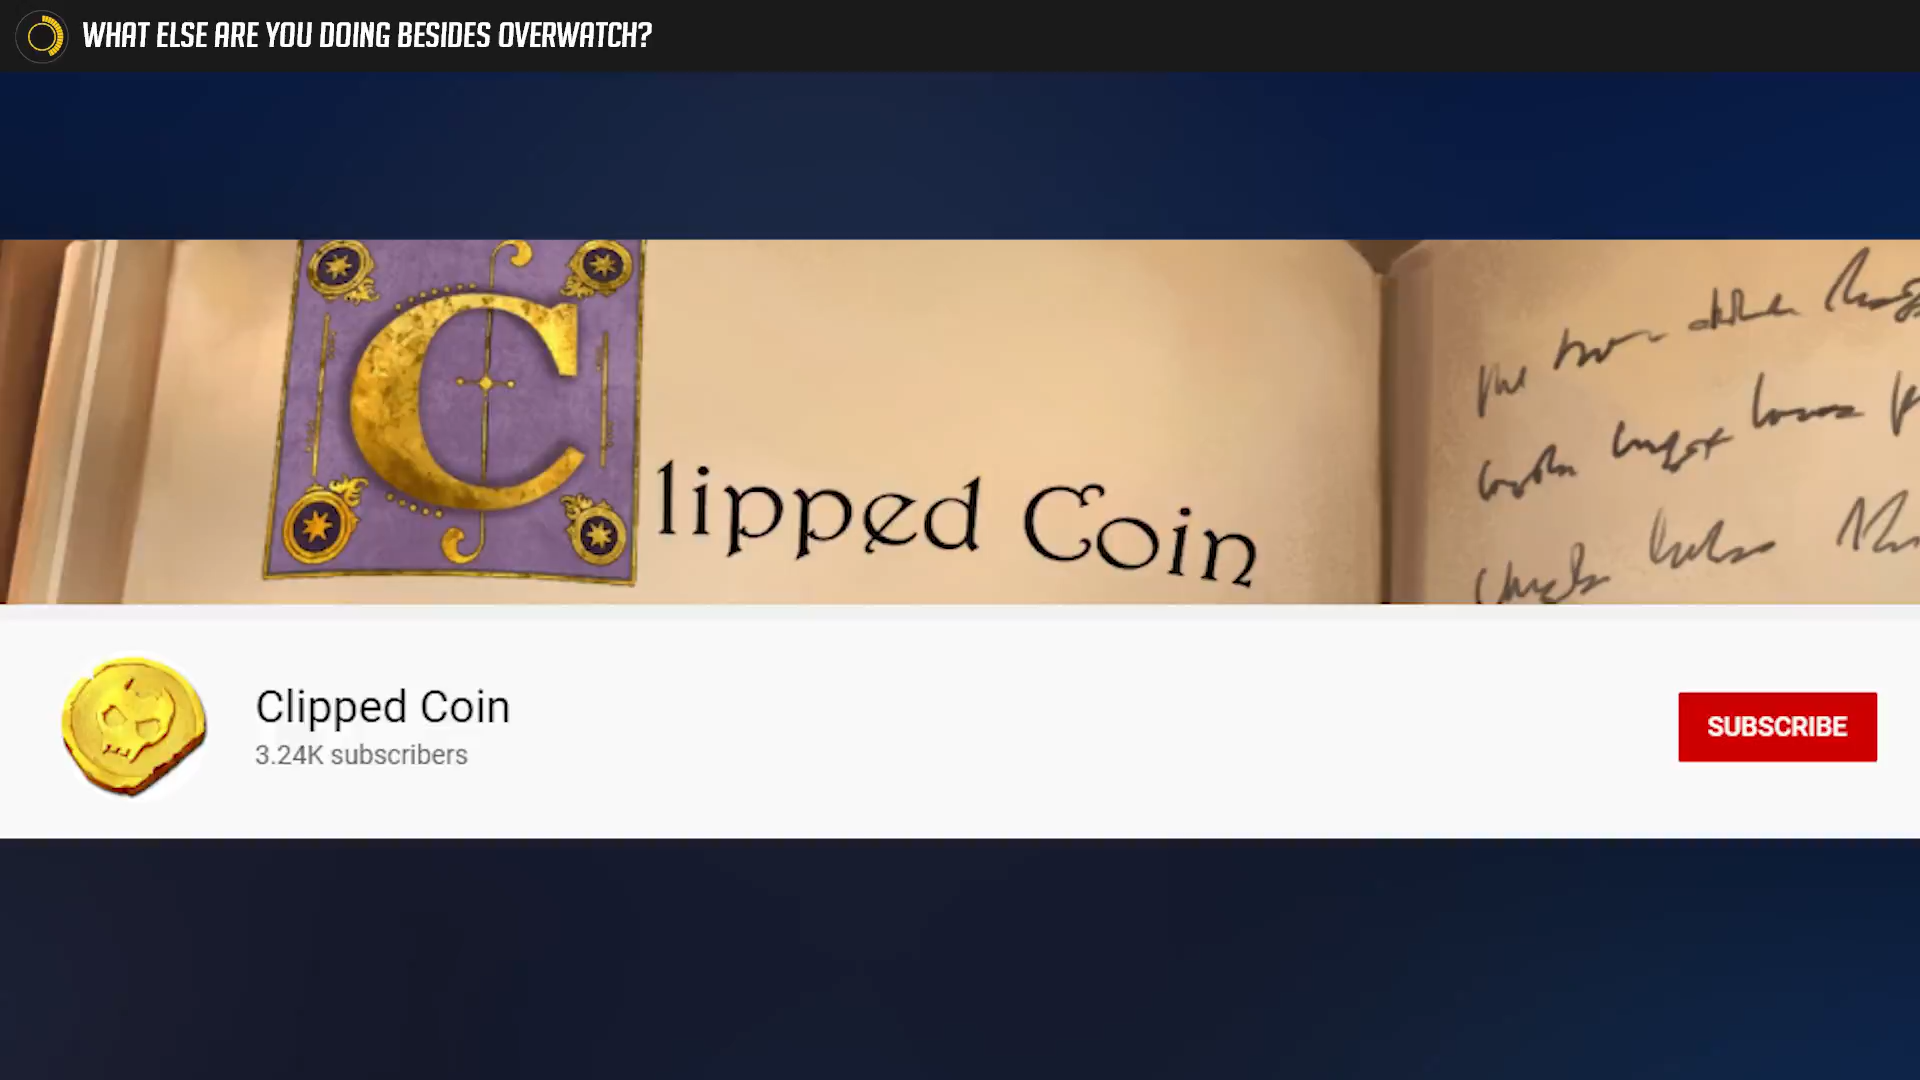 WHAT ELSE ARE YOU DOING BESIDES OVERWATCH?
Clipped Coin
Clipped Coin
3.24K subscribers
SUBSCRIBE